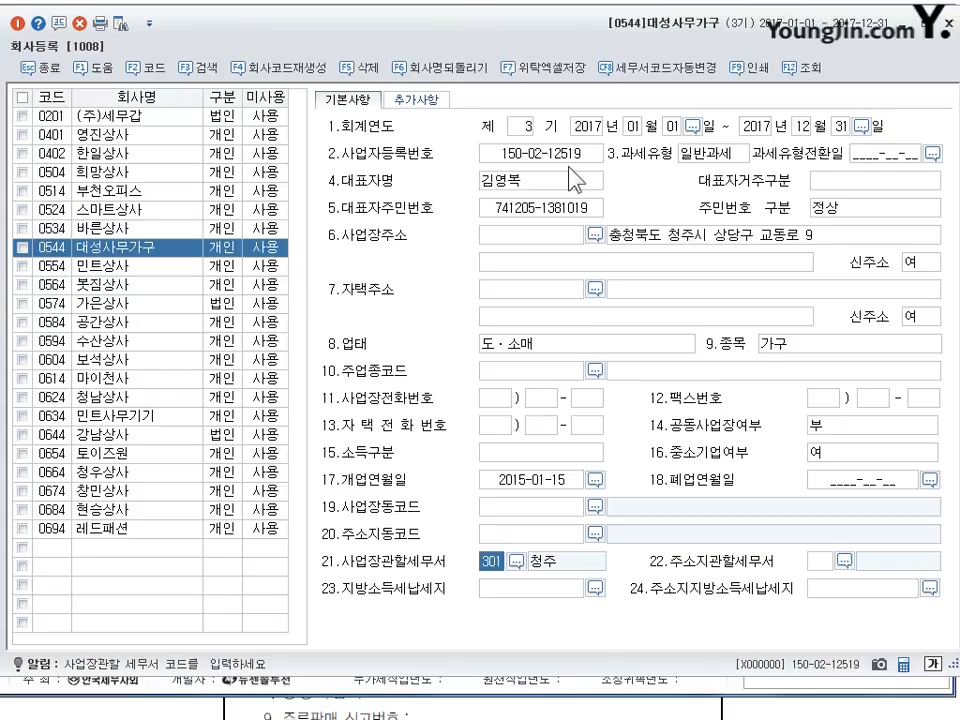 [0544]대성사무가구 (3기) 2017-01-01 ~ 2017-12-31
YoungJin.com Y.
회사등록 [1008]
Esc 종료 F1 도움 F2 코드 F3 검색 F4 회사코드재생성 F5 삭제 F6 회사명되돌리기 F7 위탁엑셀저장 CF8 세무서코드자동변경 F9 인쇄 F12 조회
코드 회사명 구분 미사용
0201 (주)세무갑 법인 사용
0401 영진상사 개인 사용
0402 한일상사 개인 사용
0504 희망상사 개인 사용
0514 부천오피스 개인 사용
0524 스마트상사 개인 사용
0534 바른상사 개인 사용
0544 대성사무가구 개인 사용
0554 민트상사 개인 사용
0564 봇짐상사 개인 사용
0574 가은상사 법인 사용
0584 공간상사 개인 사용
0594 수산상사 개인 사용
0604 보석상사 개인 사용
0614 마이천사 개인 사용
0624 청남상사 개인 사용
0634 민트사무기기 개인 사용
0644 강남상사 법인 사용
0654 토이즈원 개인 사용
0664 청우상사 개인 사용
0674 창민상사 개인 사용
0684 현승상사 개인 사용
0694 레드패션 개인 사용
기본사항 추가사항
1.회계연도 제 3 기 2017 년 01 월 01 일 ~ 2017 년 12 월 31 일
2.사업자등록번호 150-02-12519 3.과세유형 일반과세 과세유형전환일 ____-__-__
4.대표자명 김영복 대표자거주구분
5.대표자주민번호 741205-1381019 주민번호 구분 정상
6.사업장주소 충청북도 청주시 상당구 교동로 9
신주소 여
7.자택주소
신주소 여
8.업태 도·소매 9.종목 가구
10.주업종코드
11.사업장전화번호 ) - 12.팩스번호 ) -
13.자 택 전 화 번호 ) - 14.공동사업장여부 부
15.소득구분 16.중소기업여부 여
17.개업연월일 2015-01-15 18.폐업연월일 ____-__-__
19.사업장동코드
20.주소지동코드
21.사업장관할세무서 301 청주 22.주소지관할세무서
23.지방소득세납세지 24.주소지지방소득세납세지
알림 : 사업장관할 세무서 코드를 입력하세요 [X000000] 150-02-12519 가
주 최 : 한국세무사회 개발사 : 뉴젠솔루션
9. 주류판매 신고번호 :